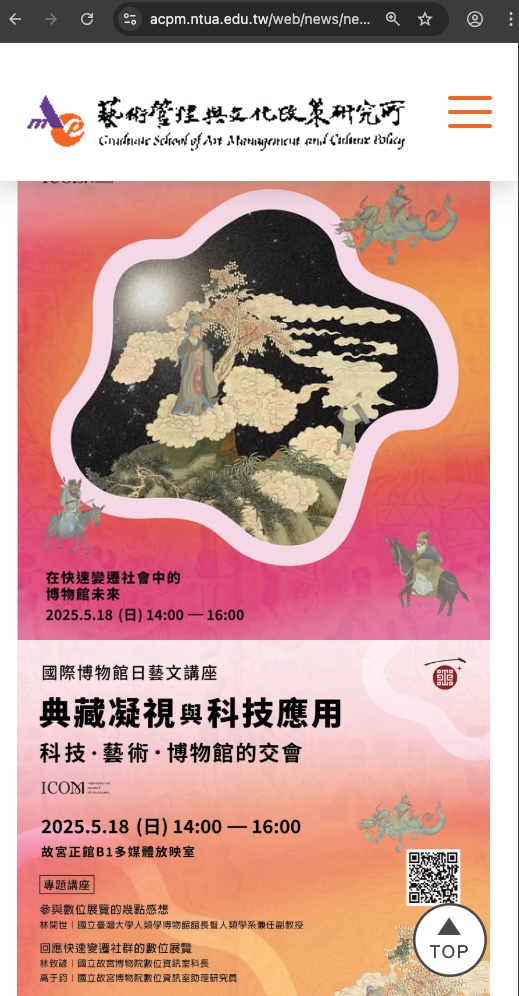 acpm.ntua.edu.tw/web/news/ne...
藝術管理與文化政策研究所
Graduate School of Art Management and Culture Policy
在快速變遷社會中的
博物館未來
2025.5.18 (日) 14:00 — 16:00
國際博物館日藝文講座
典藏凝視與科技應用
科技·藝術·博物館的交會
ICOM international council of museums
2025.5.18 (日) 14:00 — 16:00
故宮正館B1多媒體放映室
專題講座
參與數位展覽的幾點感想
林開世｜國立臺灣大學人類學博物館館長暨人類學系兼任副教授
回應快速變遷社群的數位展覽
林致諺｜國立故宮博物院數位資訊室科長
高于鈞｜國立故宮博物院數位資訊室助理研究員
TOP